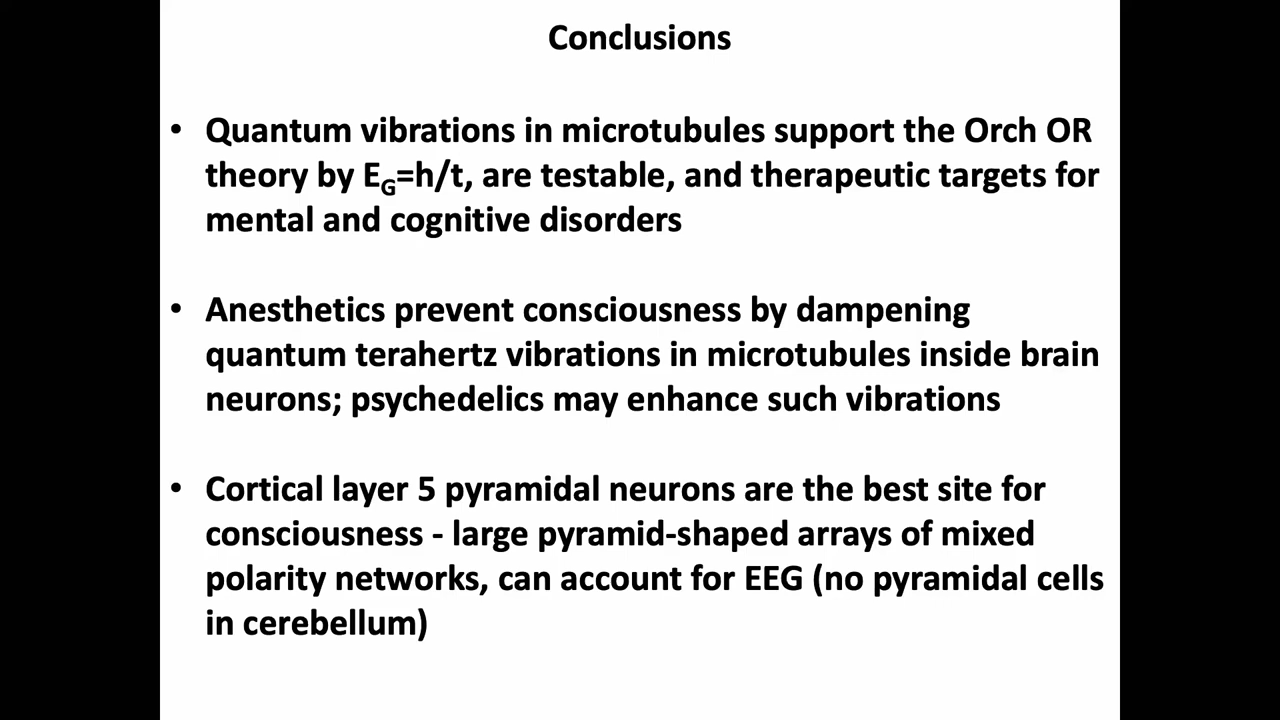 Conclusions
• Quantum vibrations in microtubules support the Orch OR
theory by E_G=h/t, are testable, and therapeutic targets for
mental and cognitive disorders
• Anesthetics prevent consciousness by dampening
quantum terahertz vibrations in microtubules inside brain
neurons; psychedelics may enhance such vibrations
• Cortical layer 5 pyramidal neurons are the best site for
consciousness - large pyramid-shaped arrays of mixed
polarity networks, can account for EEG (no pyramidal cells
in cerebellum)